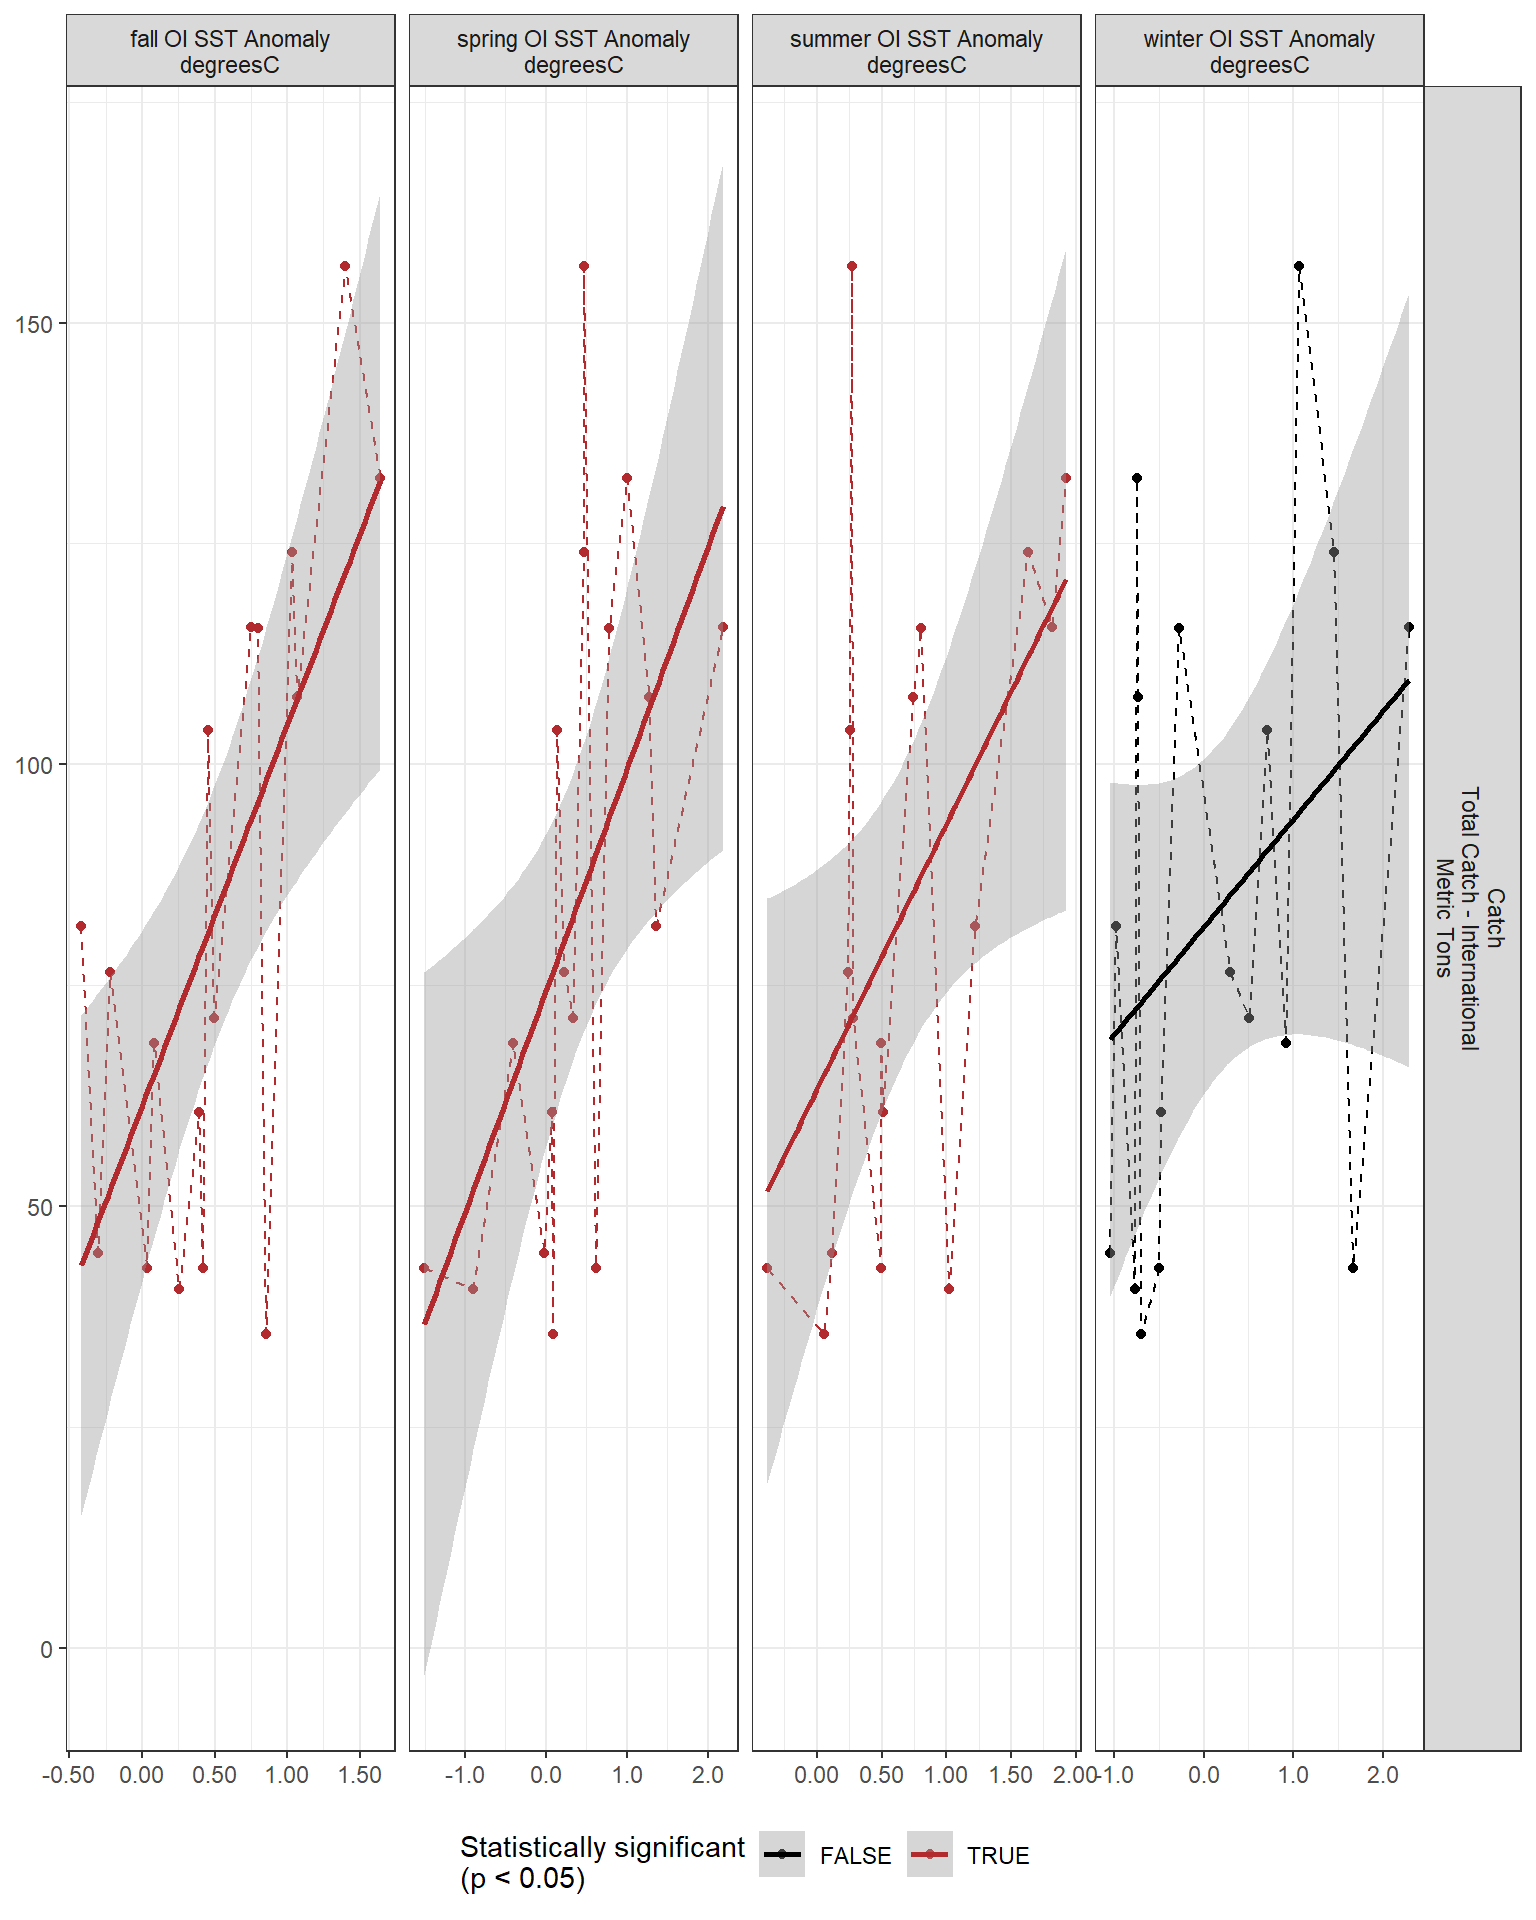 fall OI SST Anomaly
degreesC
spring OI SST Anomaly
degreesC
summer OI SST Anomaly
degreesC
winter OI SST Anomaly
degreesC
150
100
50
0
Catch
Total Catch - International
Metric Tons
-0.50 0.00 0.50 1.00 1.50
-1.0 0.0 1.0 2.0
0.00 0.50 1.00 1.50 2.00
-1.0 0.0 1.0 2.0
Statistically significant
(p < 0.05)
FALSE
TRUE